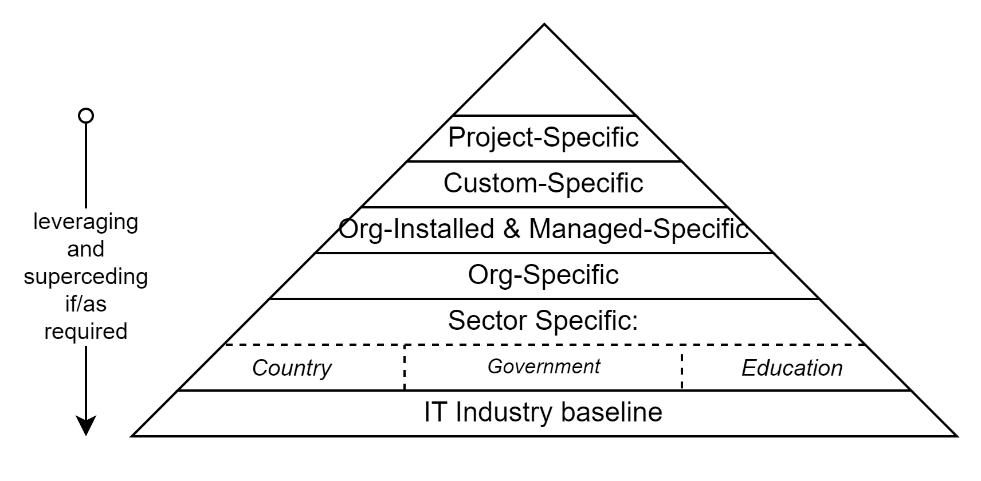 Project-Specific
Custom-Specific
Org-Installed & Managed-Specific
Org-Specific
Sector Specific:
Country
Government
Education
IT Industry baseline
leveraging
and
superceding
if/as
required